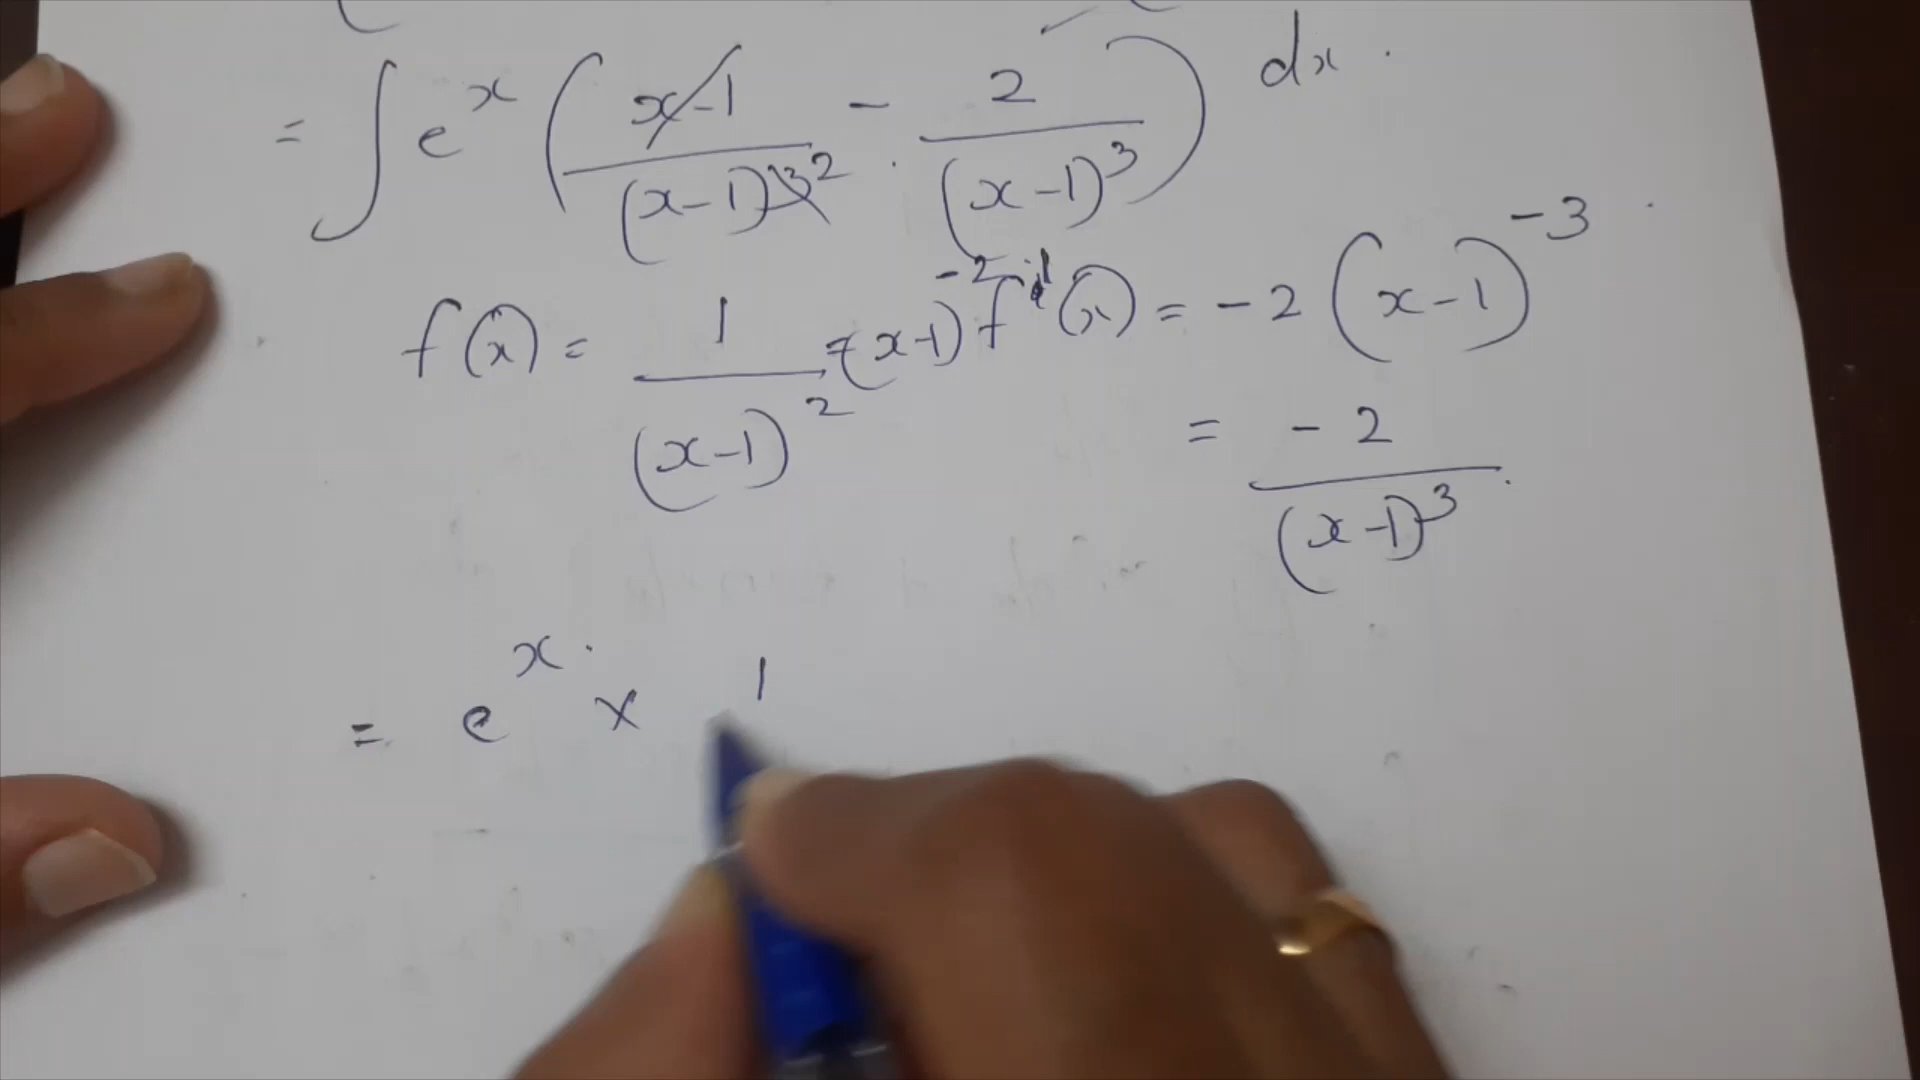 = ∫ e^x ( (x-1)/(x-1)^3 2 - 2/(x-1)^3 ) dx .
f(x) = 1/(x-1)^2 = (x-1)^-2 f'(x) = -2 (x-1)^-3
= -2/(x-1)^3 .
= e^x . × 1